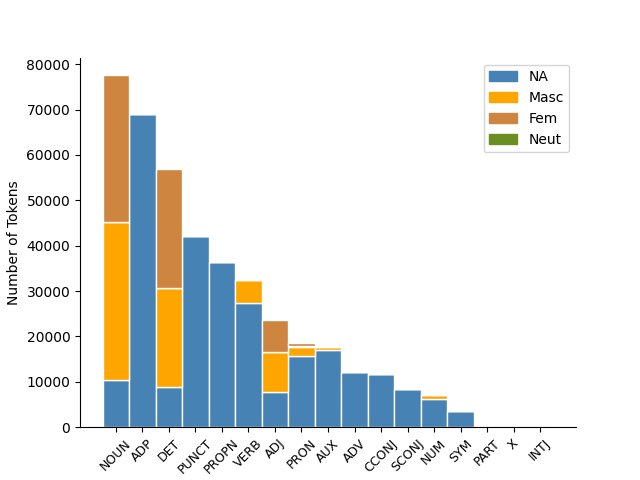 80000
70000
60000
50000
40000
30000
20000
10000
0
Number of Tokens
NA
Masc
Fem
Neut
NOUN
ADP
DET
PUNCT
PROPN
VERB
ADJ
PRON
AUX
ADV
CCONJ
SCONJ
NUM
SYM
PART
X
INTJ